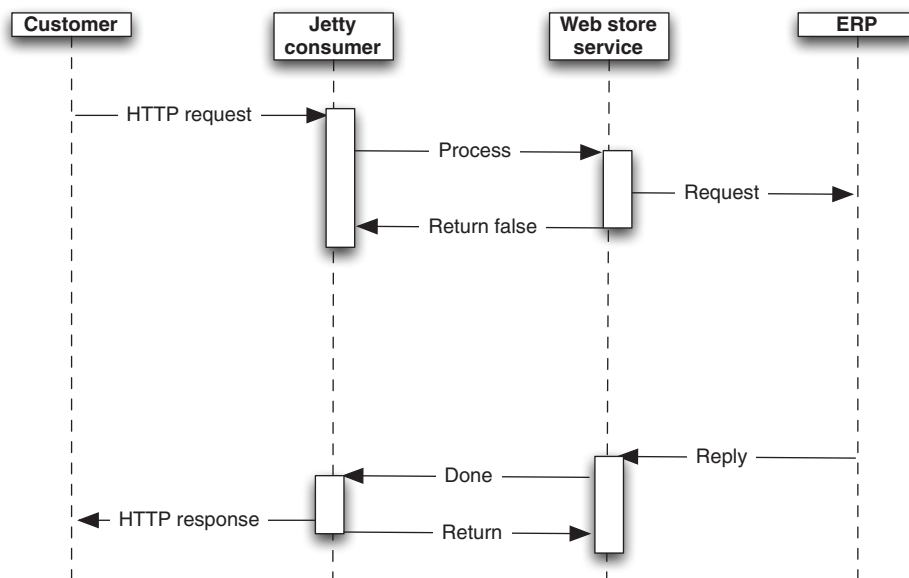 Customer
Jetty
consumer
Web store
service
ERP
HTTP request
Process
Request
Return false
Reply
Done
HTTP response
Return